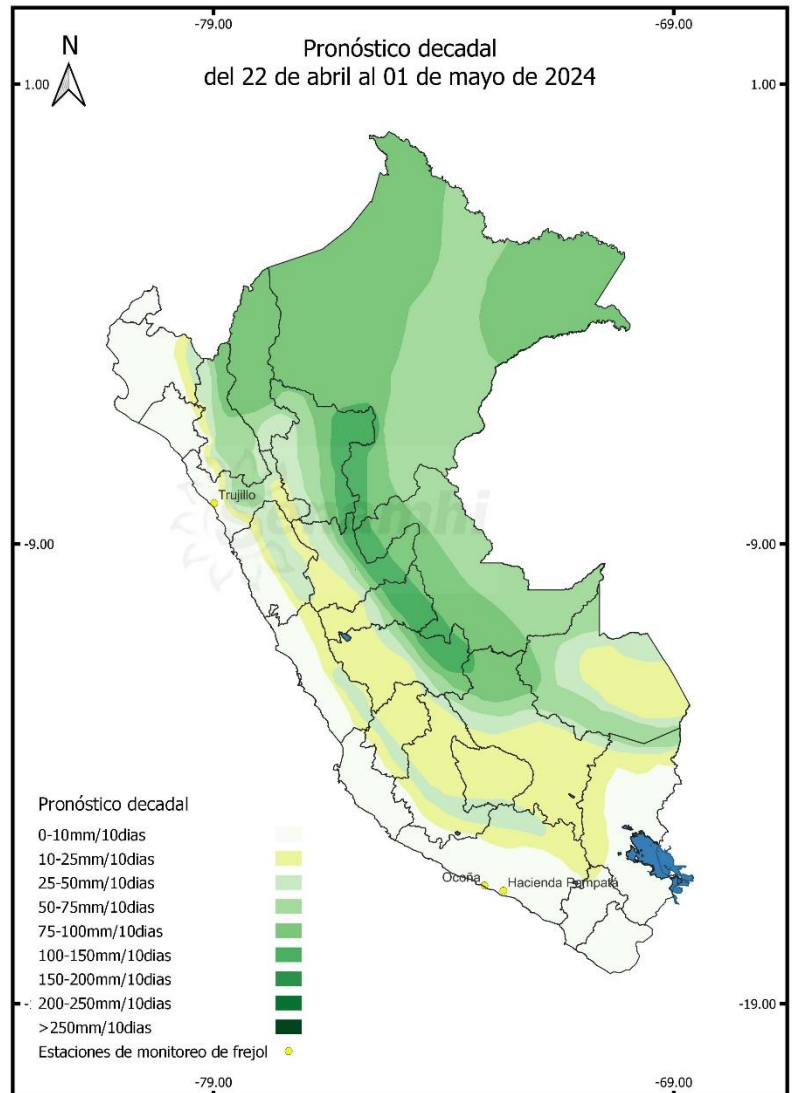 -79.00
-69.00
Pronóstico decadal
del 22 de abril al 01 de mayo de 2024
N
1.00
1.00
Trujillo
Senamhi
-9.00
-9.00
Ocoña
Hacienda Pampata
Pronóstico decadal
0-10mm/10dias
10-25mm/10dias
25-50mm/10dias
50-75mm/10dias
75-100mm/10dias
100-150mm/10dias
150-200mm/10dias
200-250mm/10dias
>250mm/10dias
Estaciones de monitoreo de frejol
-19.00
-79.00
-69.00